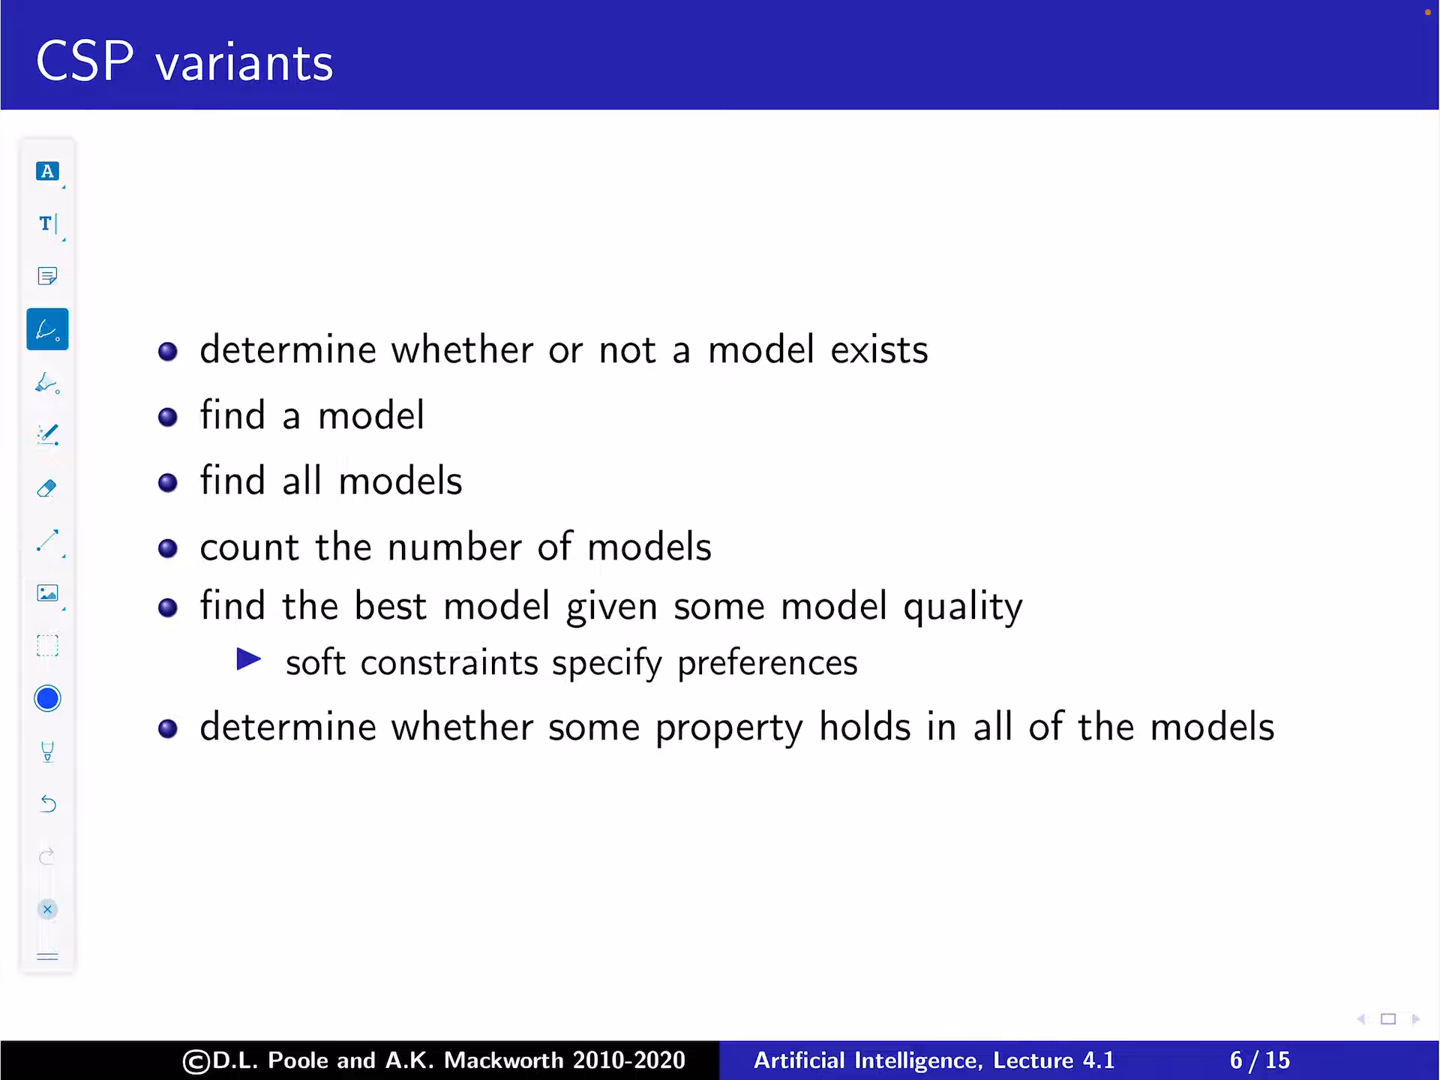 CSP variants
A
T
determine whether or not a model exists
find a model
find all models
count the number of models
find the best model given some model quality
soft constraints specify preferences
determine whether some property holds in all of the models
©D.L. Poole and A.K. Mackworth 2010-2020
Artificial Intelligence, Lecture 4.1
6 / 15